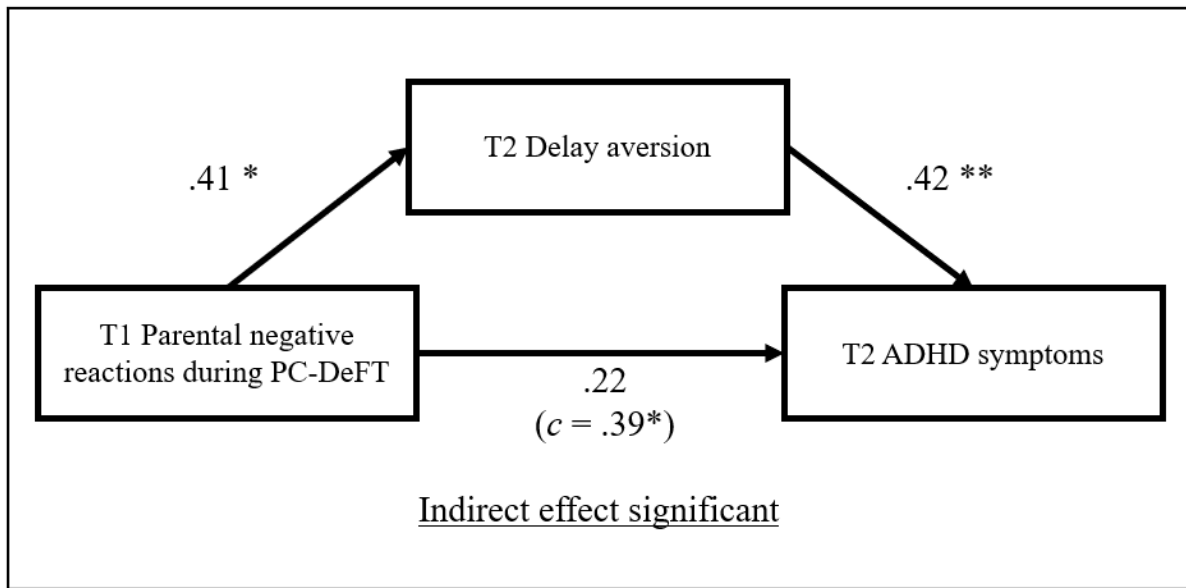 T2 Delay aversion
.41 *
.42 **
T1 Parental negative
reactions during PC-DeFT
T2 ADHD symptoms
.22
(c = .39*)
Indirect effect significant